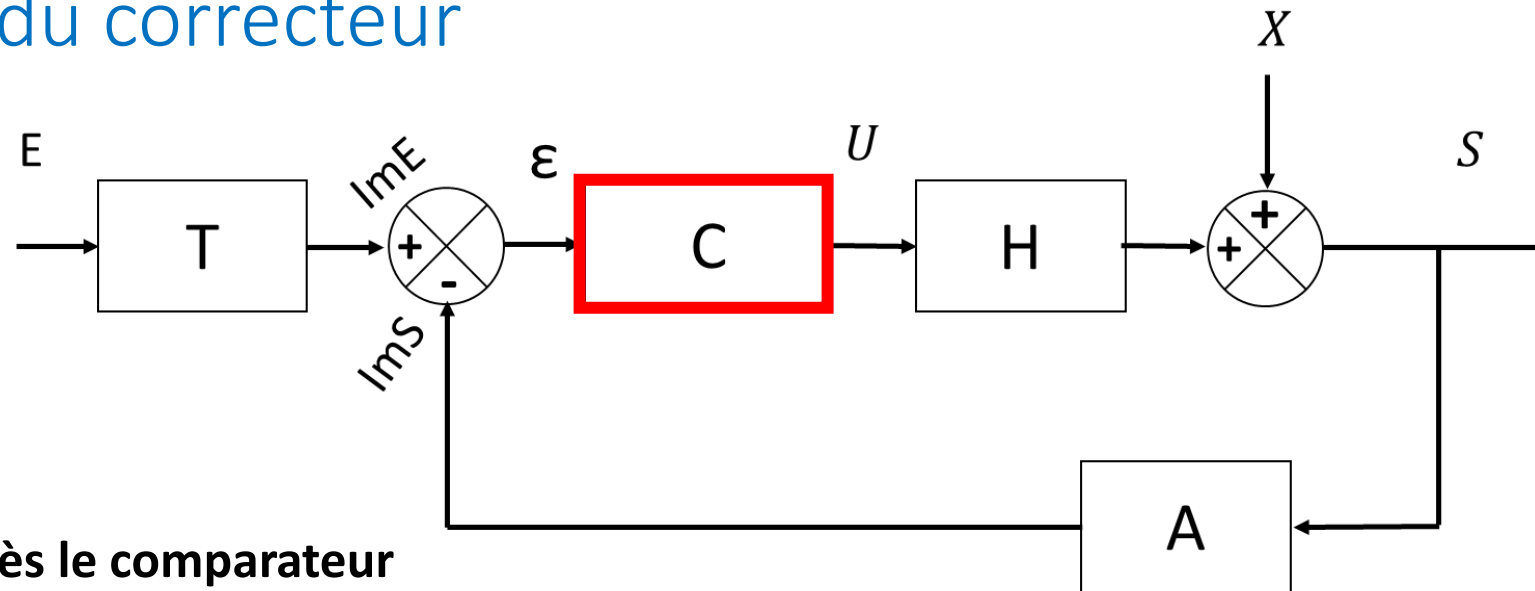 du correcteur
X
E
ImE
ε
U
S
T
+
-
C
H
+
+
ImS
A
ès le comparateur